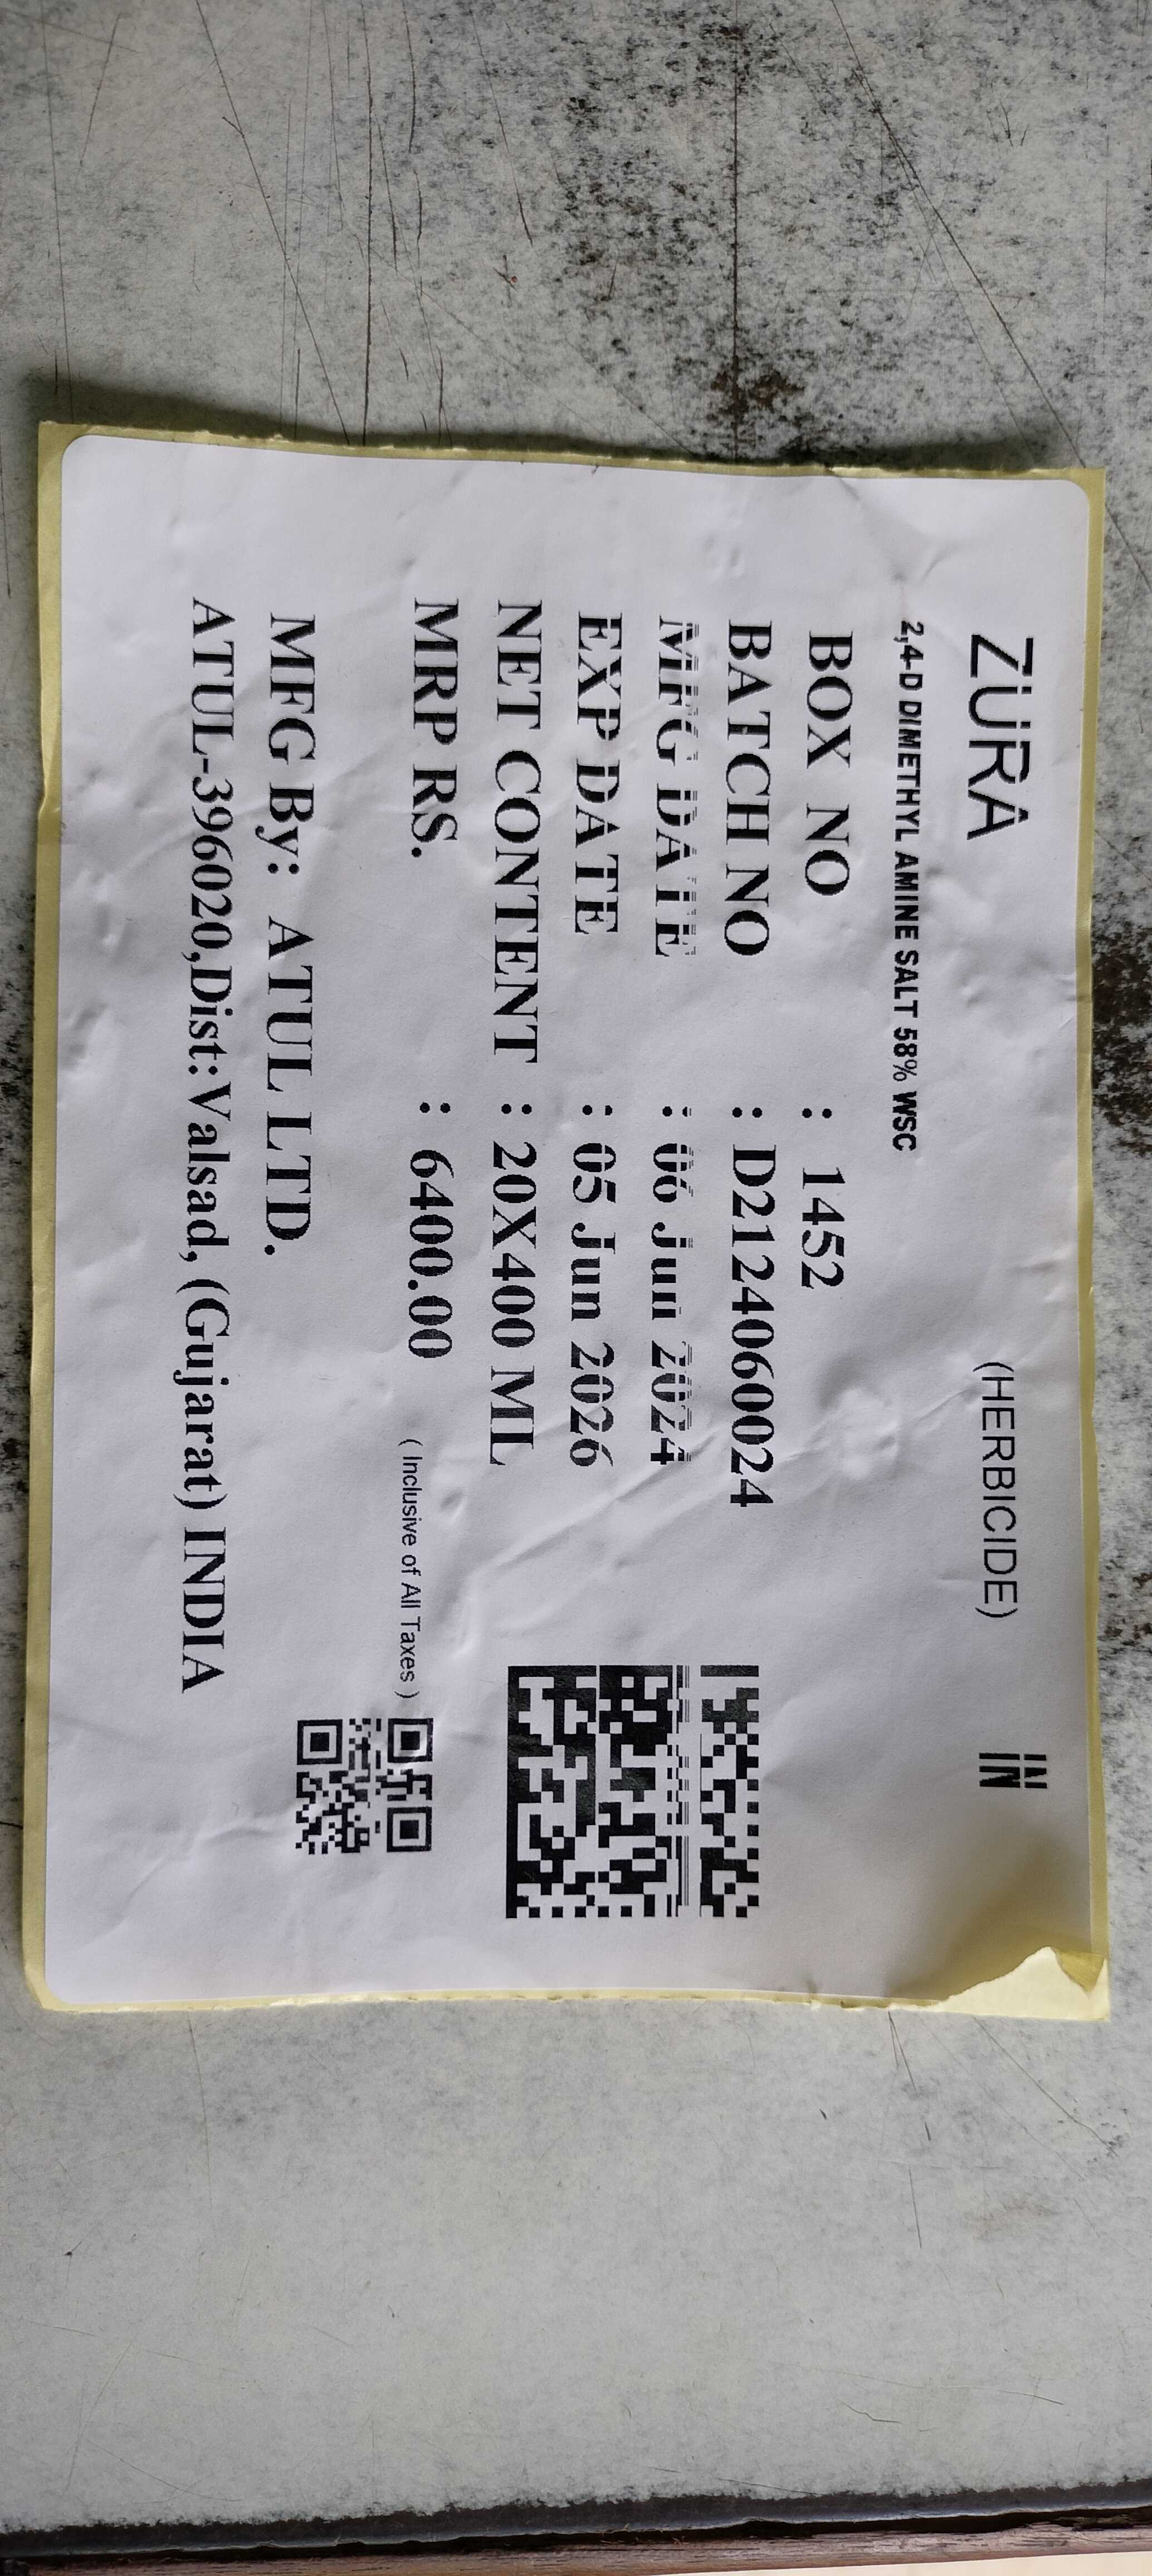 ZURA (HERBICIDE) IN
2,4-D DIMETHYL AMINE SALT 58% WSC
BOX NO : 1452
BATCH NO : D2124060024
MFG DATE : 06 Jun 2024
EXP DATE : 05 Jun 2026
NET CONTENT : 20X400 ML
MRP RS. : 6400.00 ( Inclusive of All Taxes )
MFG By: ATUL LTD.
ATUL-396020,Dist:Valsad, (Gujarat) INDIA